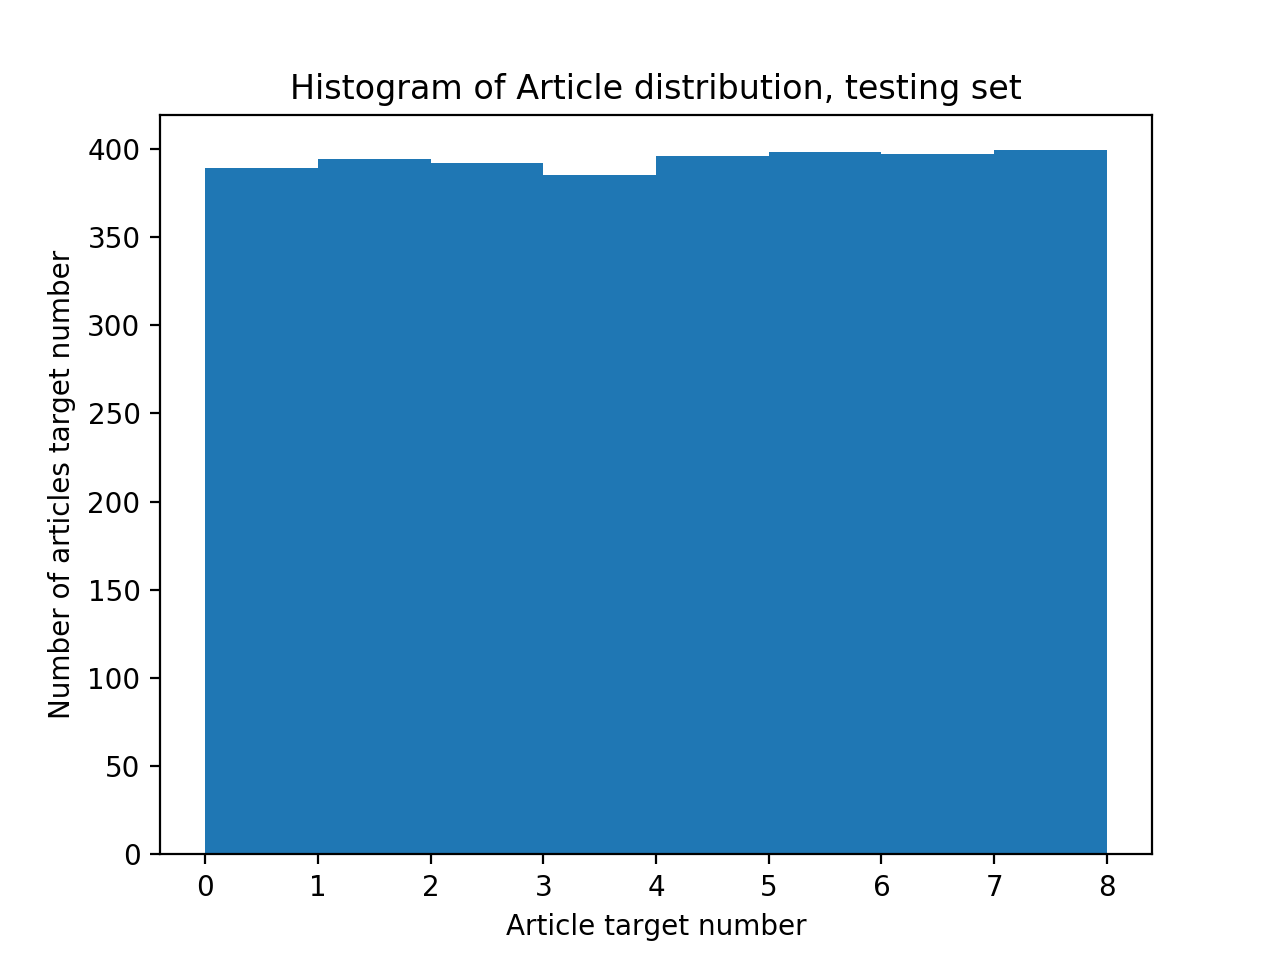 Histogram of Article distribution, testing set
Number of articles target number
400
350
300
250
200
150
100
50
0
0 1 2 3 4 5 6 7 8
Article target number